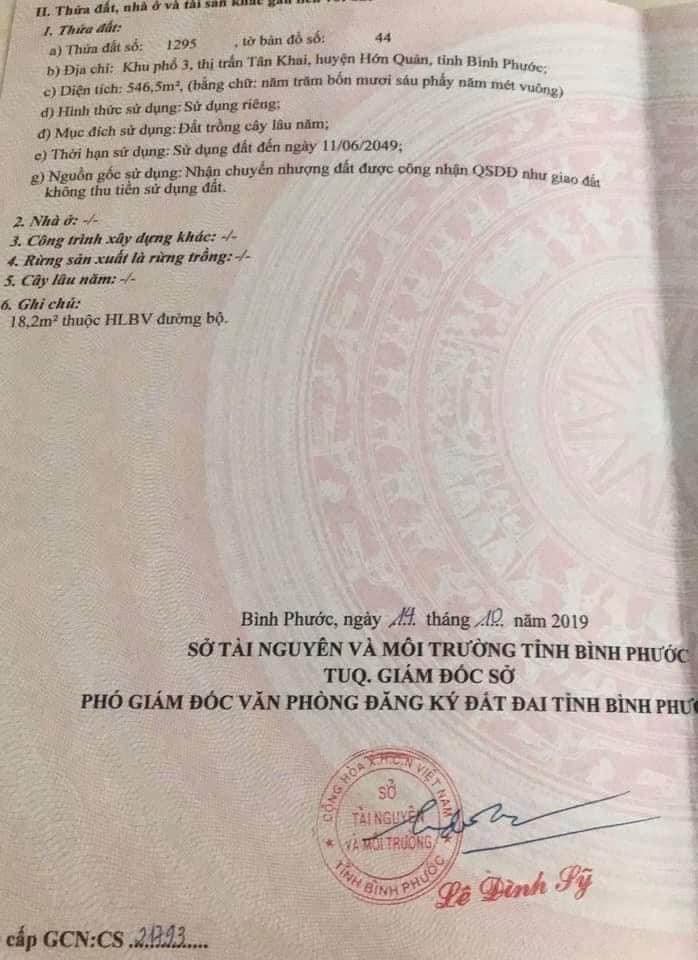 II. Thửa đất, nhà ở và tài sản khác gắn liền với đất
1. Thửa đất:
a) Thửa đất số: 1295 , tờ bản đồ số: 44
b) Địa chỉ: Khu phố 3, thị trấn Tân Khai, huyện Hớn Quản, tỉnh Bình Phước;
c) Diện tích: 546,5m², (bằng chữ: năm trăm bốn mươi sáu phẩy năm mét vuông)
d) Hình thức sử dụng: Sử dụng riêng;
đ) Mục đích sử dụng: Đất trồng cây lâu năm;
e) Thời hạn sử dụng: Sử dụng đất đến ngày 11/06/2049;
g) Nguồn gốc sử dụng: Nhận chuyển nhượng đất được công nhận QSDĐ như giao đất
không thu tiền sử dụng đất.
2. Nhà ở: -/-
3. Công trình xây dựng khác: -/-
4. Rừng sản xuất là rừng trồng: -/-
5. Cây lâu năm: -/-
6. Ghi chú:
18,2m² thuộc HLBV đường bộ.
Bình Phước, ngày 14 tháng 10 năm 2019
SỞ TÀI NGUYÊN VÀ MÔI TRƯỜNG TỈNH BÌNH PHƯỚC
TUQ. GIÁM ĐỐC SỞ
PHÓ GIÁM ĐỐC VĂN PHÒNG ĐĂNG KÝ ĐẤT ĐAI TỈNH BÌNH PHƯỚ
CỘNG HÒA X.H.C.N VIỆT NAM
SỞ
TÀI NGUYÊN
VÀ MÔI TRƯỜNG
TỈNH BÌNH PHƯỚC
Lê Đình Sỹ
cấp GCN:CS 21793